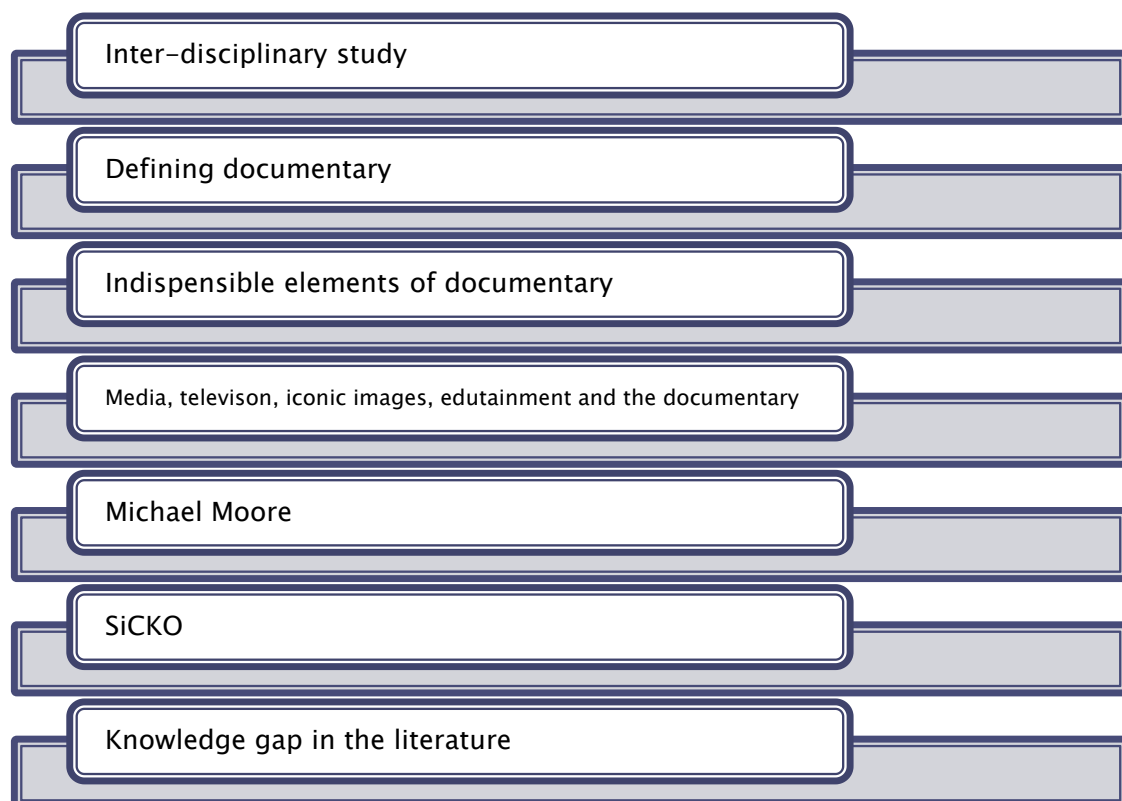 Inter-disciplinary study
Defining documentary
Indispensible elements of documentary
Media, televison, iconic images, edutainment and the documentary
Michael Moore
SiCKO
Knowledge gap in the literature